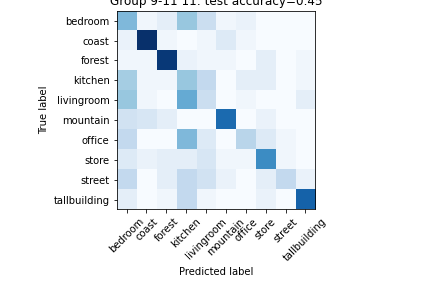 Group 9-11 11: test accuracy=0.45
bedroom
coast
forest
kitchen
livingroom
mountain
office
store
street
tallbuilding
True label
bedroom
coast
forest
kitchen
livingroom
mountain
office
store
street
tallbuilding
Predicted label